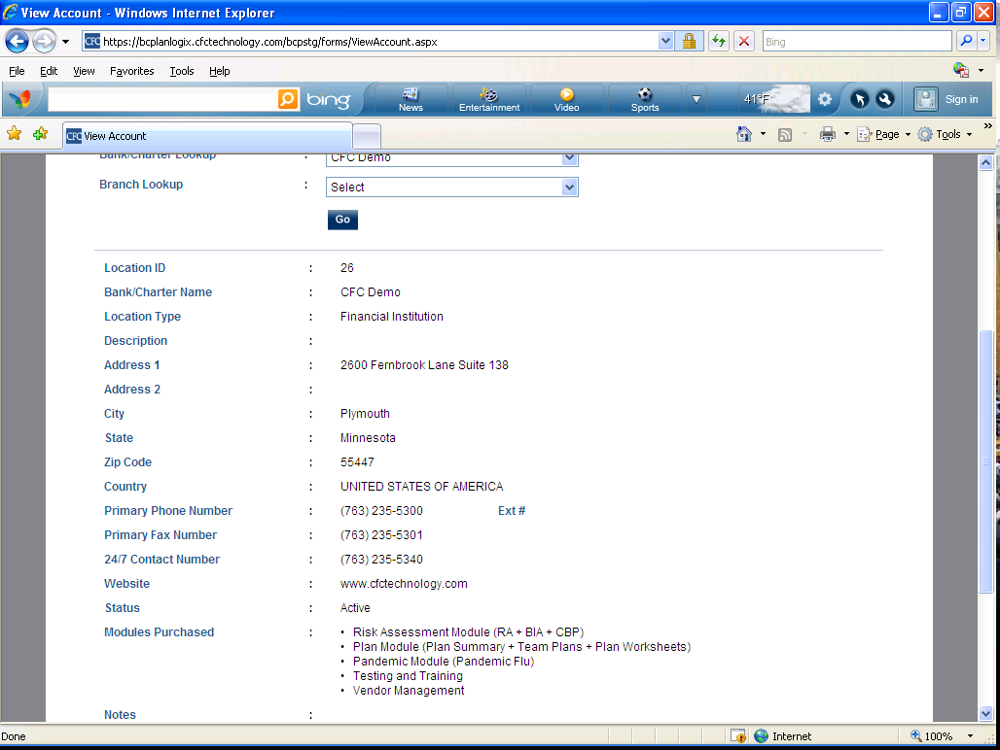 View Account - Windows Internet Explorer
CFC https://bcplanlogix.cfctechnology.com/bcpstg/forms/ViewAccount.aspx Bing
File Edit View Favorites Tools Help
bing News Entertainment Video Sports 41°F Sign in
CFC View Account Page Tools »
Bank/Charter Lookup : CFC Demo
Branch Lookup : Select
Go
Location ID : 26
Bank/Charter Name : CFC Demo
Location Type : Financial Institution
Description :
Address 1 : 2600 Fernbrook Lane Suite 138
Address 2 :
City : Plymouth
State : Minnesota
Zip Code : 55447
Country : UNITED STATES OF AMERICA
Primary Phone Number : (763) 235-5300 Ext #
Primary Fax Number : (763) 235-5301
24/7 Contact Number : (763) 235-5340
Website : www.cfctechnology.com
Status : Active
Modules Purchased : • Risk Assessment Module (RA + BIA + CBP)
• Plan Module (Plan Summary + Team Plans + Plan Worksheets)
• Pandemic Module (Pandemic Flu)
• Testing and Training
• Vendor Management
Notes :
Done Internet 100%